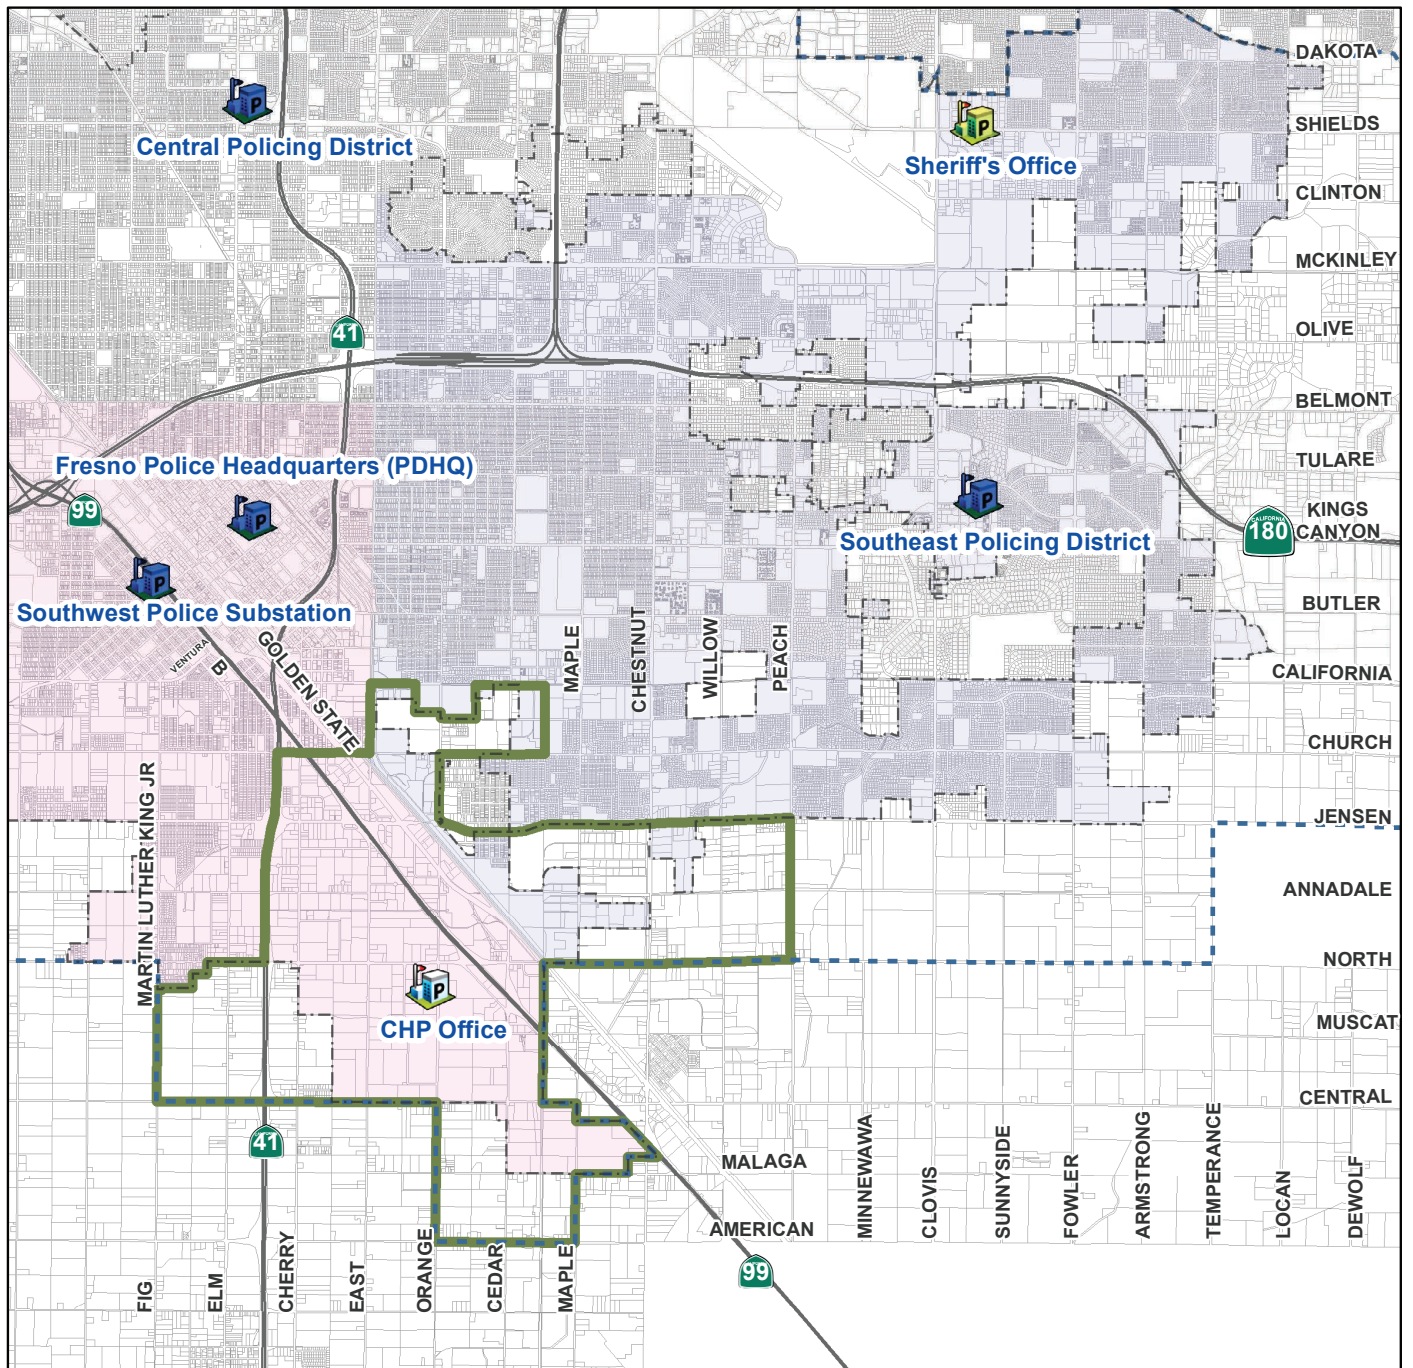 DAKOTA
Central Policing District
SHIELDS
Sheriff's Office
CLINTON
MCKINLEY
OLIVE
41
BELMONT
TULARE
Fresno Police Headquarters (PDHQ)
99
KINGS
CANYON
CALIFORNIA
180
Southeast Policing District
Southwest Police Substation
BUTLER
VENTURA
B
GOLDEN STATE
MAPLE
CHESTNUT
WILLOW
PEACH
CALIFORNIA
CHURCH
MARTIN LUTHER KING JR
JENSEN
ANNADALE
NORTH
CHP Office
MUSCAT
CENTRAL
41
MALAGA
AMERICAN
MINNEWAWA
CLOVIS
SUNNYSIDE
FOWLER
ARMSTRONG
TEMPERANCE
LOCAN
DEWOLF
99
FIG
ELM
CHERRY
EAST
ORANGE
CEDAR
MAPLE
P
P
P
P
P
P